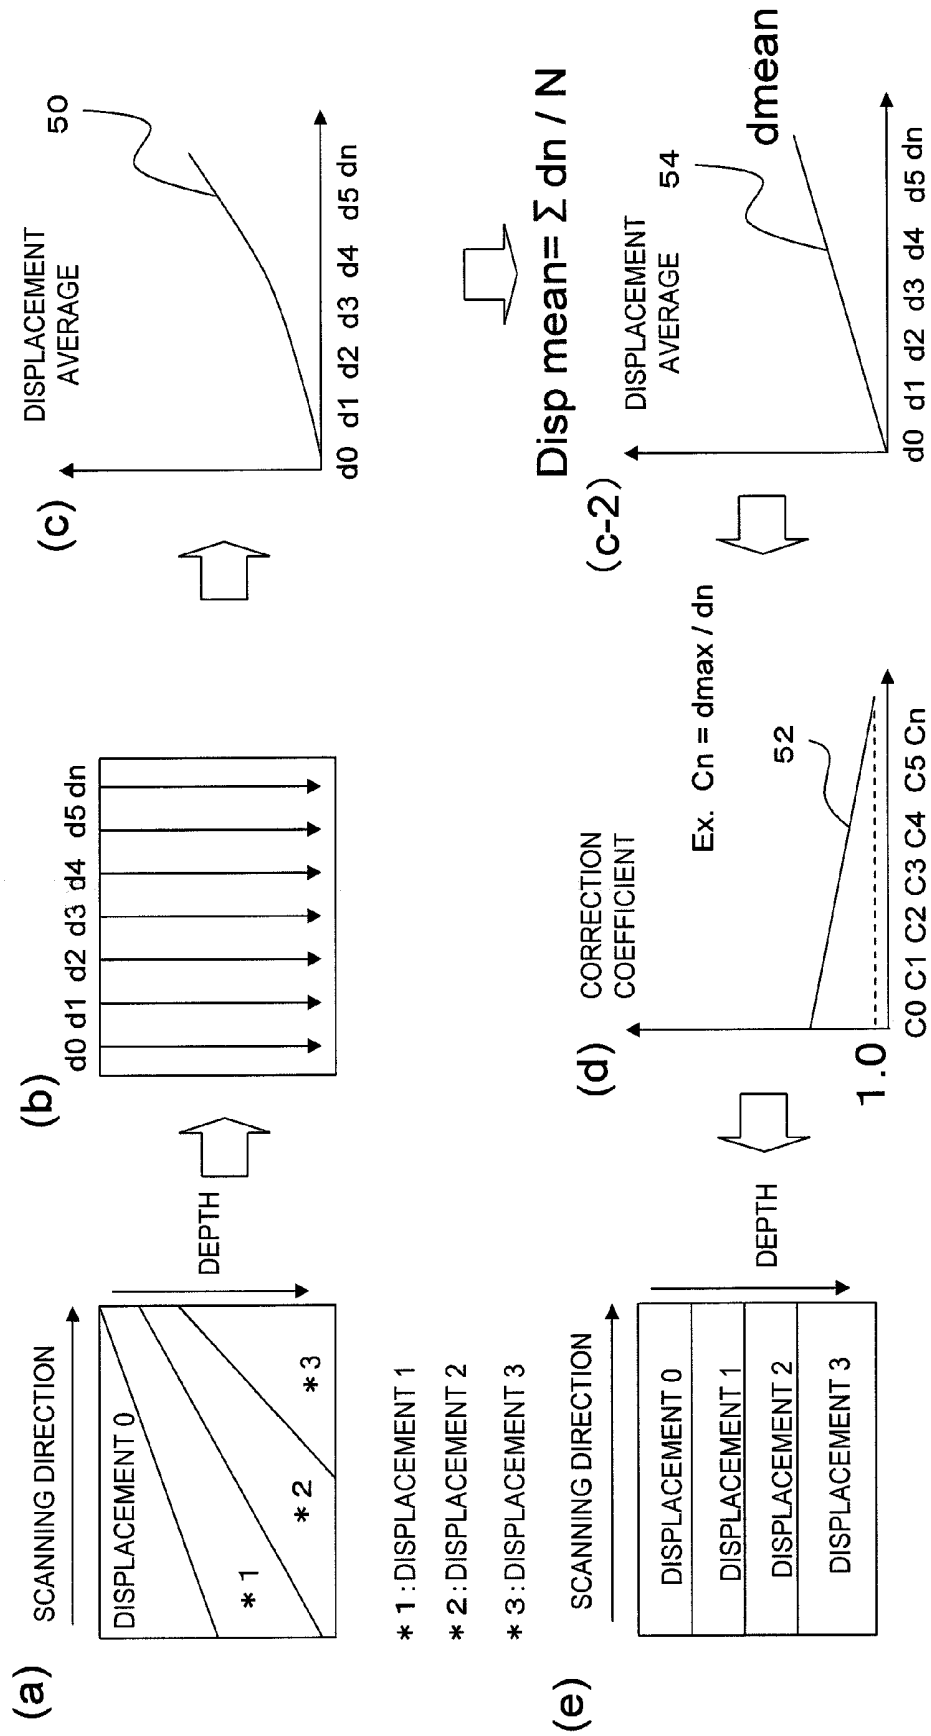 (a)
SCANNING DIRECTION
DISPLACEMENT 0
*1
*2
*3
DEPTH
*1:DISPLACEMENT 1
*2:DISPLACEMENT 2
*3:DISPLACEMENT 3
(b)
d0 d1 d2 d3 d4 d5 dn
(c)
DISPLACEMENT
AVERAGE
50
d0 d1 d2 d3 d4 d5 dn
Disp mean= Σ dn / N
(c-2)
DISPLACEMENT
AVERAGE
54
dmean
d0 d1 d2 d3 d4 d5 dn
(d)
CORRECTION
COEFFICIENT
Ex. Cn = dmax / dn
52
1.0
C0 C1 C2 C3 C4 C5 Cn
(e)
SCANNING DIRECTION
DISPLACEMENT 0
DISPLACEMENT 1
DISPLACEMENT 2
DISPLACEMENT 3
DEPTH